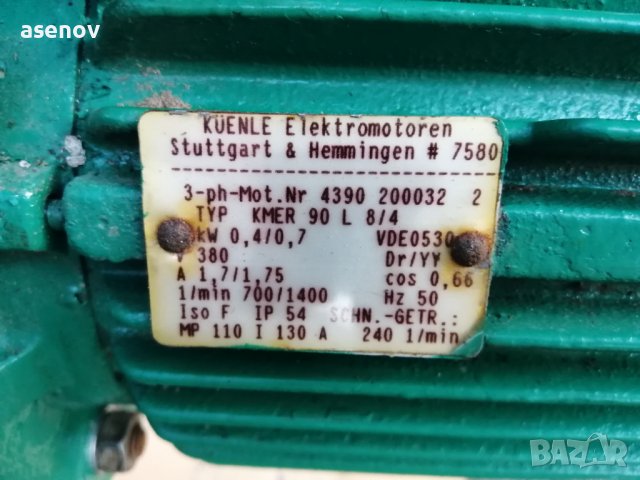 asenov
KUENLE Elektromotoren
Stuttgart & Hemmingen # 7580
3-ph-Mot.Nr 4390 200032 2
TYP KMER 90 L 8/4
kW 0,4/0,7 VDE0530
V 380 Dr/YY
A 1,7/1,75 cos 0,66
1/min 700/1400 Hz 50
Iso F IP 54 SCHN.-GETR.:
MP 110 I 130 A 240 1/min
BAZAR